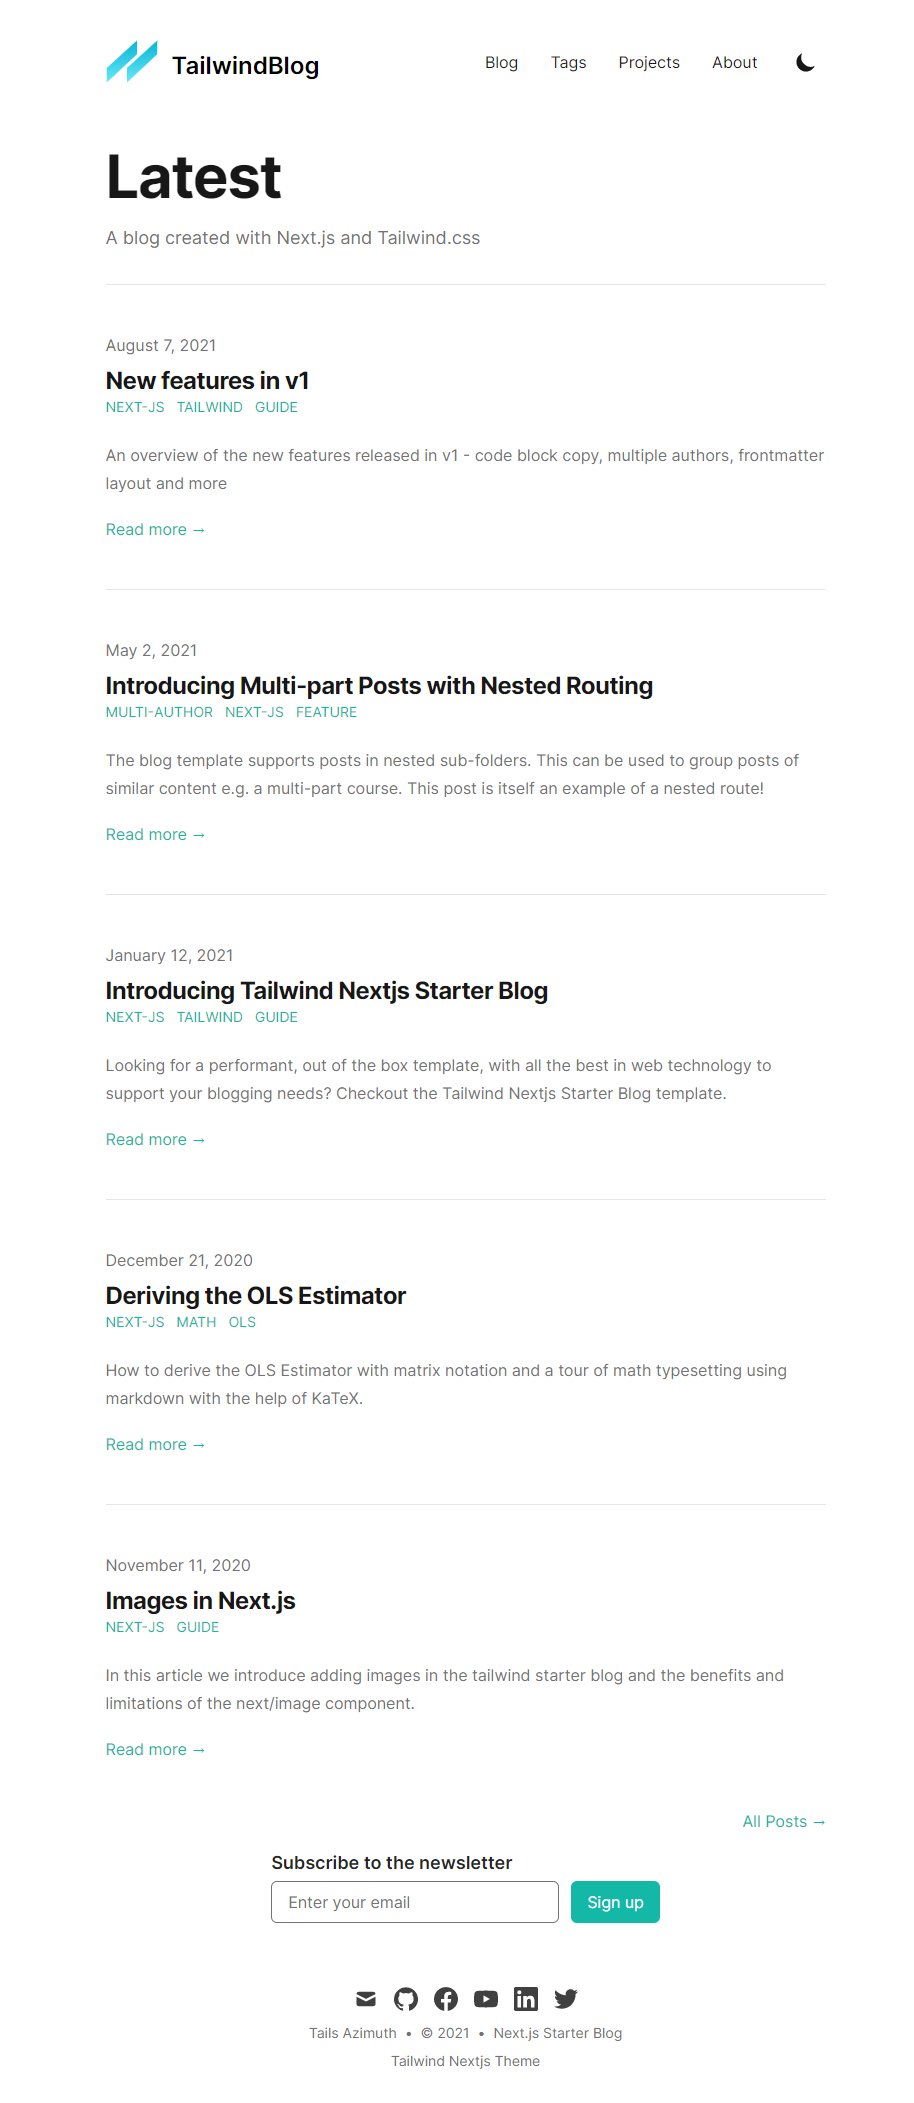 TailwindBlog
Blog Tags Projects About
Latest
A blog created with Next.js and Tailwind.css
August 7, 2021
New features in v1
NEXT-JS TAILWIND GUIDE
An overview of the new features released in v1 - code block copy, multiple authors, frontmatter
layout and more
Read more →
May 2, 2021
Introducing Multi-part Posts with Nested Routing
MULTI-AUTHOR NEXT-JS FEATURE
The blog template supports posts in nested sub-folders. This can be used to group posts of
similar content e.g. a multi-part course. This post is itself an example of a nested route!
Read more →
January 12, 2021
Introducing Tailwind Nextjs Starter Blog
NEXT-JS TAILWIND GUIDE
Looking for a performant, out of the box template, with all the best in web technology to
support your blogging needs? Checkout the Tailwind Nextjs Starter Blog template.
Read more →
December 21, 2020
Deriving the OLS Estimator
NEXT-JS MATH OLS
How to derive the OLS Estimator with matrix notation and a tour of math typesetting using
markdown with the help of KaTeX.
Read more →
November 11, 2020
Images in Next.js
NEXT-JS GUIDE
In this article we introduce adding images in the tailwind starter blog and the benefits and
limitations of the next/image component.
Read more →
All Posts →
Subscribe to the newsletter
Enter your email
Sign up
Tails Azimuth • © 2021 • Next.js Starter Blog
Tailwind Nextjs Theme